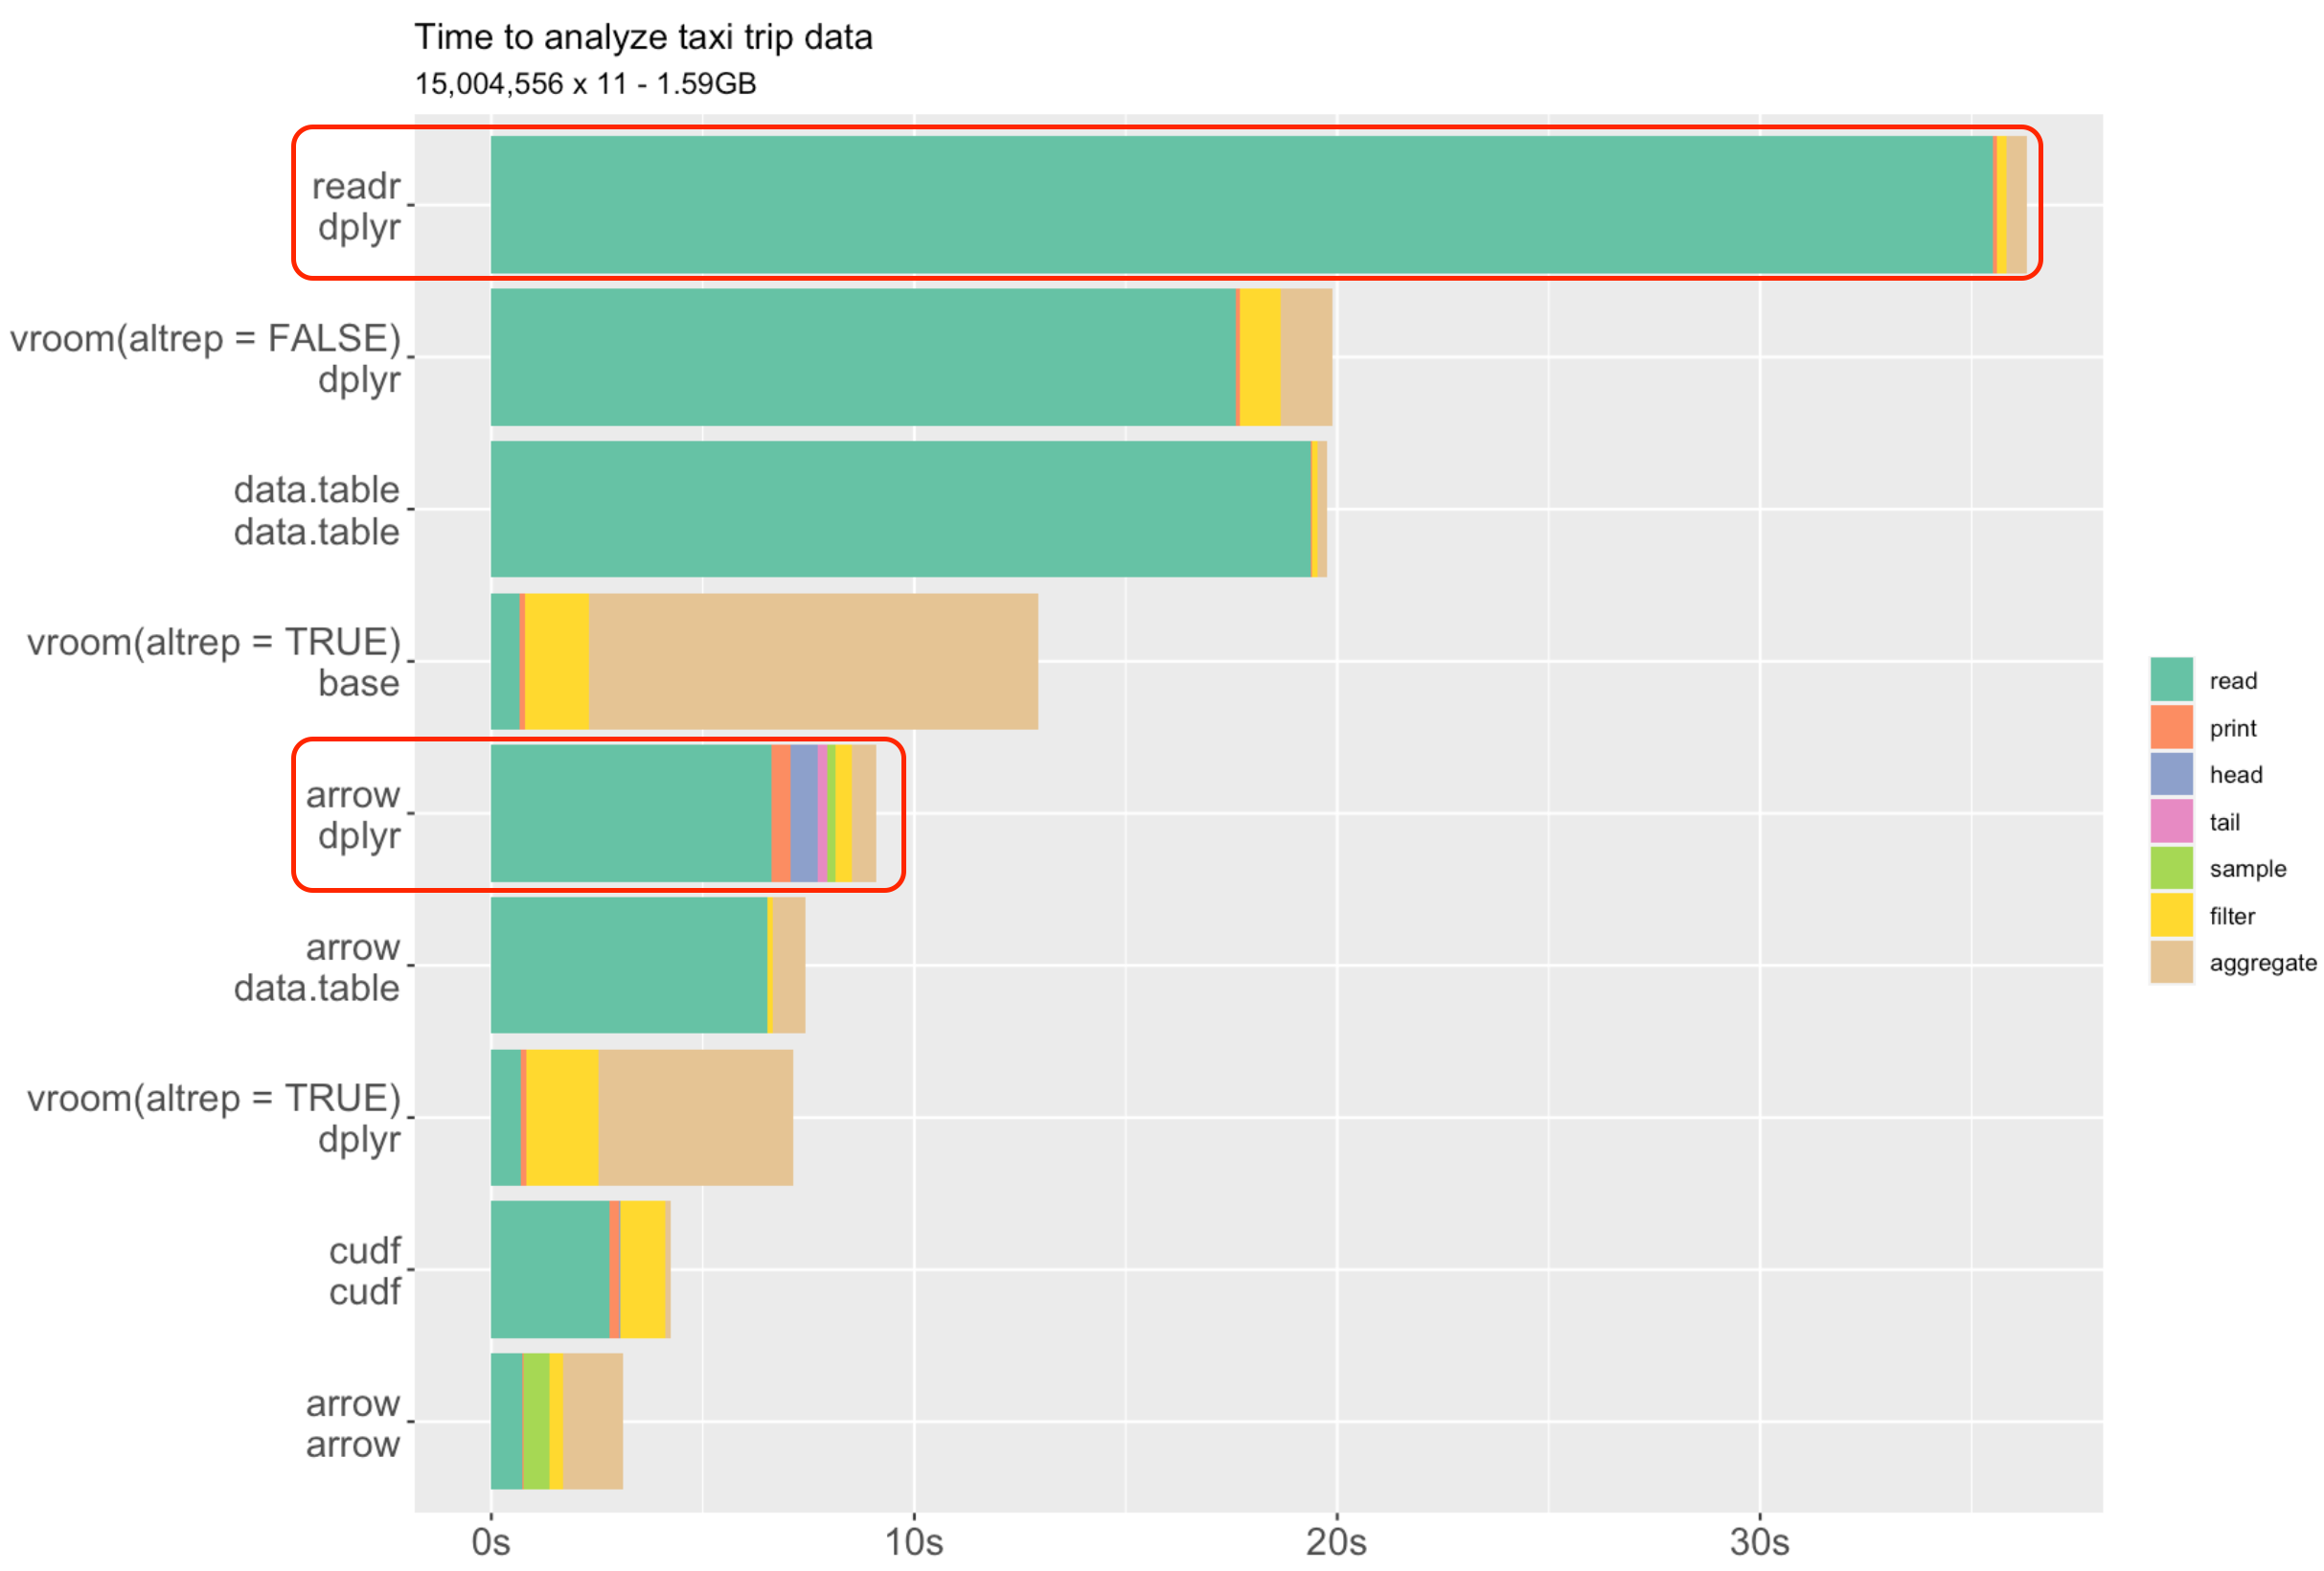 Time to analyze taxi trip data
15,004,556 x 11 - 1.59GB
readr
dplyr
vroom(altrep = FALSE)
dplyr
data.table
data.table
vroom(altrep = TRUE)
base
arrow
dplyr
arrow
data.table
vroom(altrep = TRUE)
dplyr
cudf
cudf
arrow
arrow
0s 10s 20s 30s
read
print
head
tail
sample
filter
aggregate